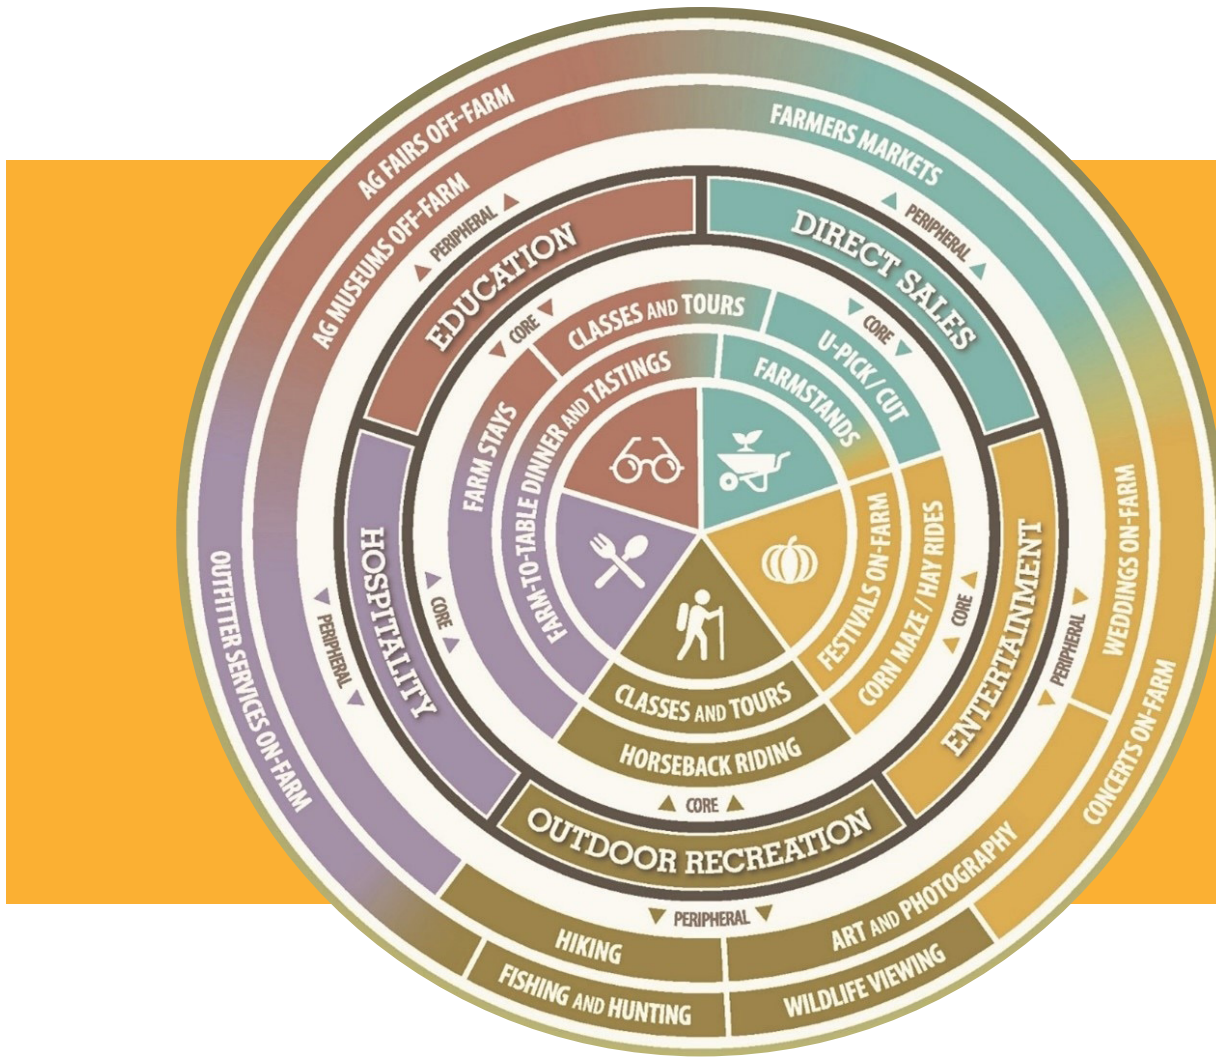 AG FAIRS OFF-FARM
AG MUSEUMS OFF-FARM
FARMERS MARKETS
PERIPHERAL
PERIPHERAL
EDUCATION
DIRECT SALES
CORE
CORE
CLASSES AND TOURS
U-PICK / CUT
FARM STAYS
FARM-TO-TABLE DINNER AND TASTINGS
FARMSTANDS
HOSPITALITY
CORE
PERIPHERAL
OUTFITTER SERVICES ON-FARM
FESTIVALS ON-FARM
CORN MAZE / HAY RIDES
CORE
ENTERTAINMENT
PERIPHERAL
WEDDINGS ON-FARM
CONCERTS ON-FARM
CLASSES AND TOURS
HORSEBACK RIDING
CORE
OUTDOOR RECREATION
PERIPHERAL
HIKING
ART AND PHOTOGRAPHY
FISHING AND HUNTING
WILDLIFE VIEWING